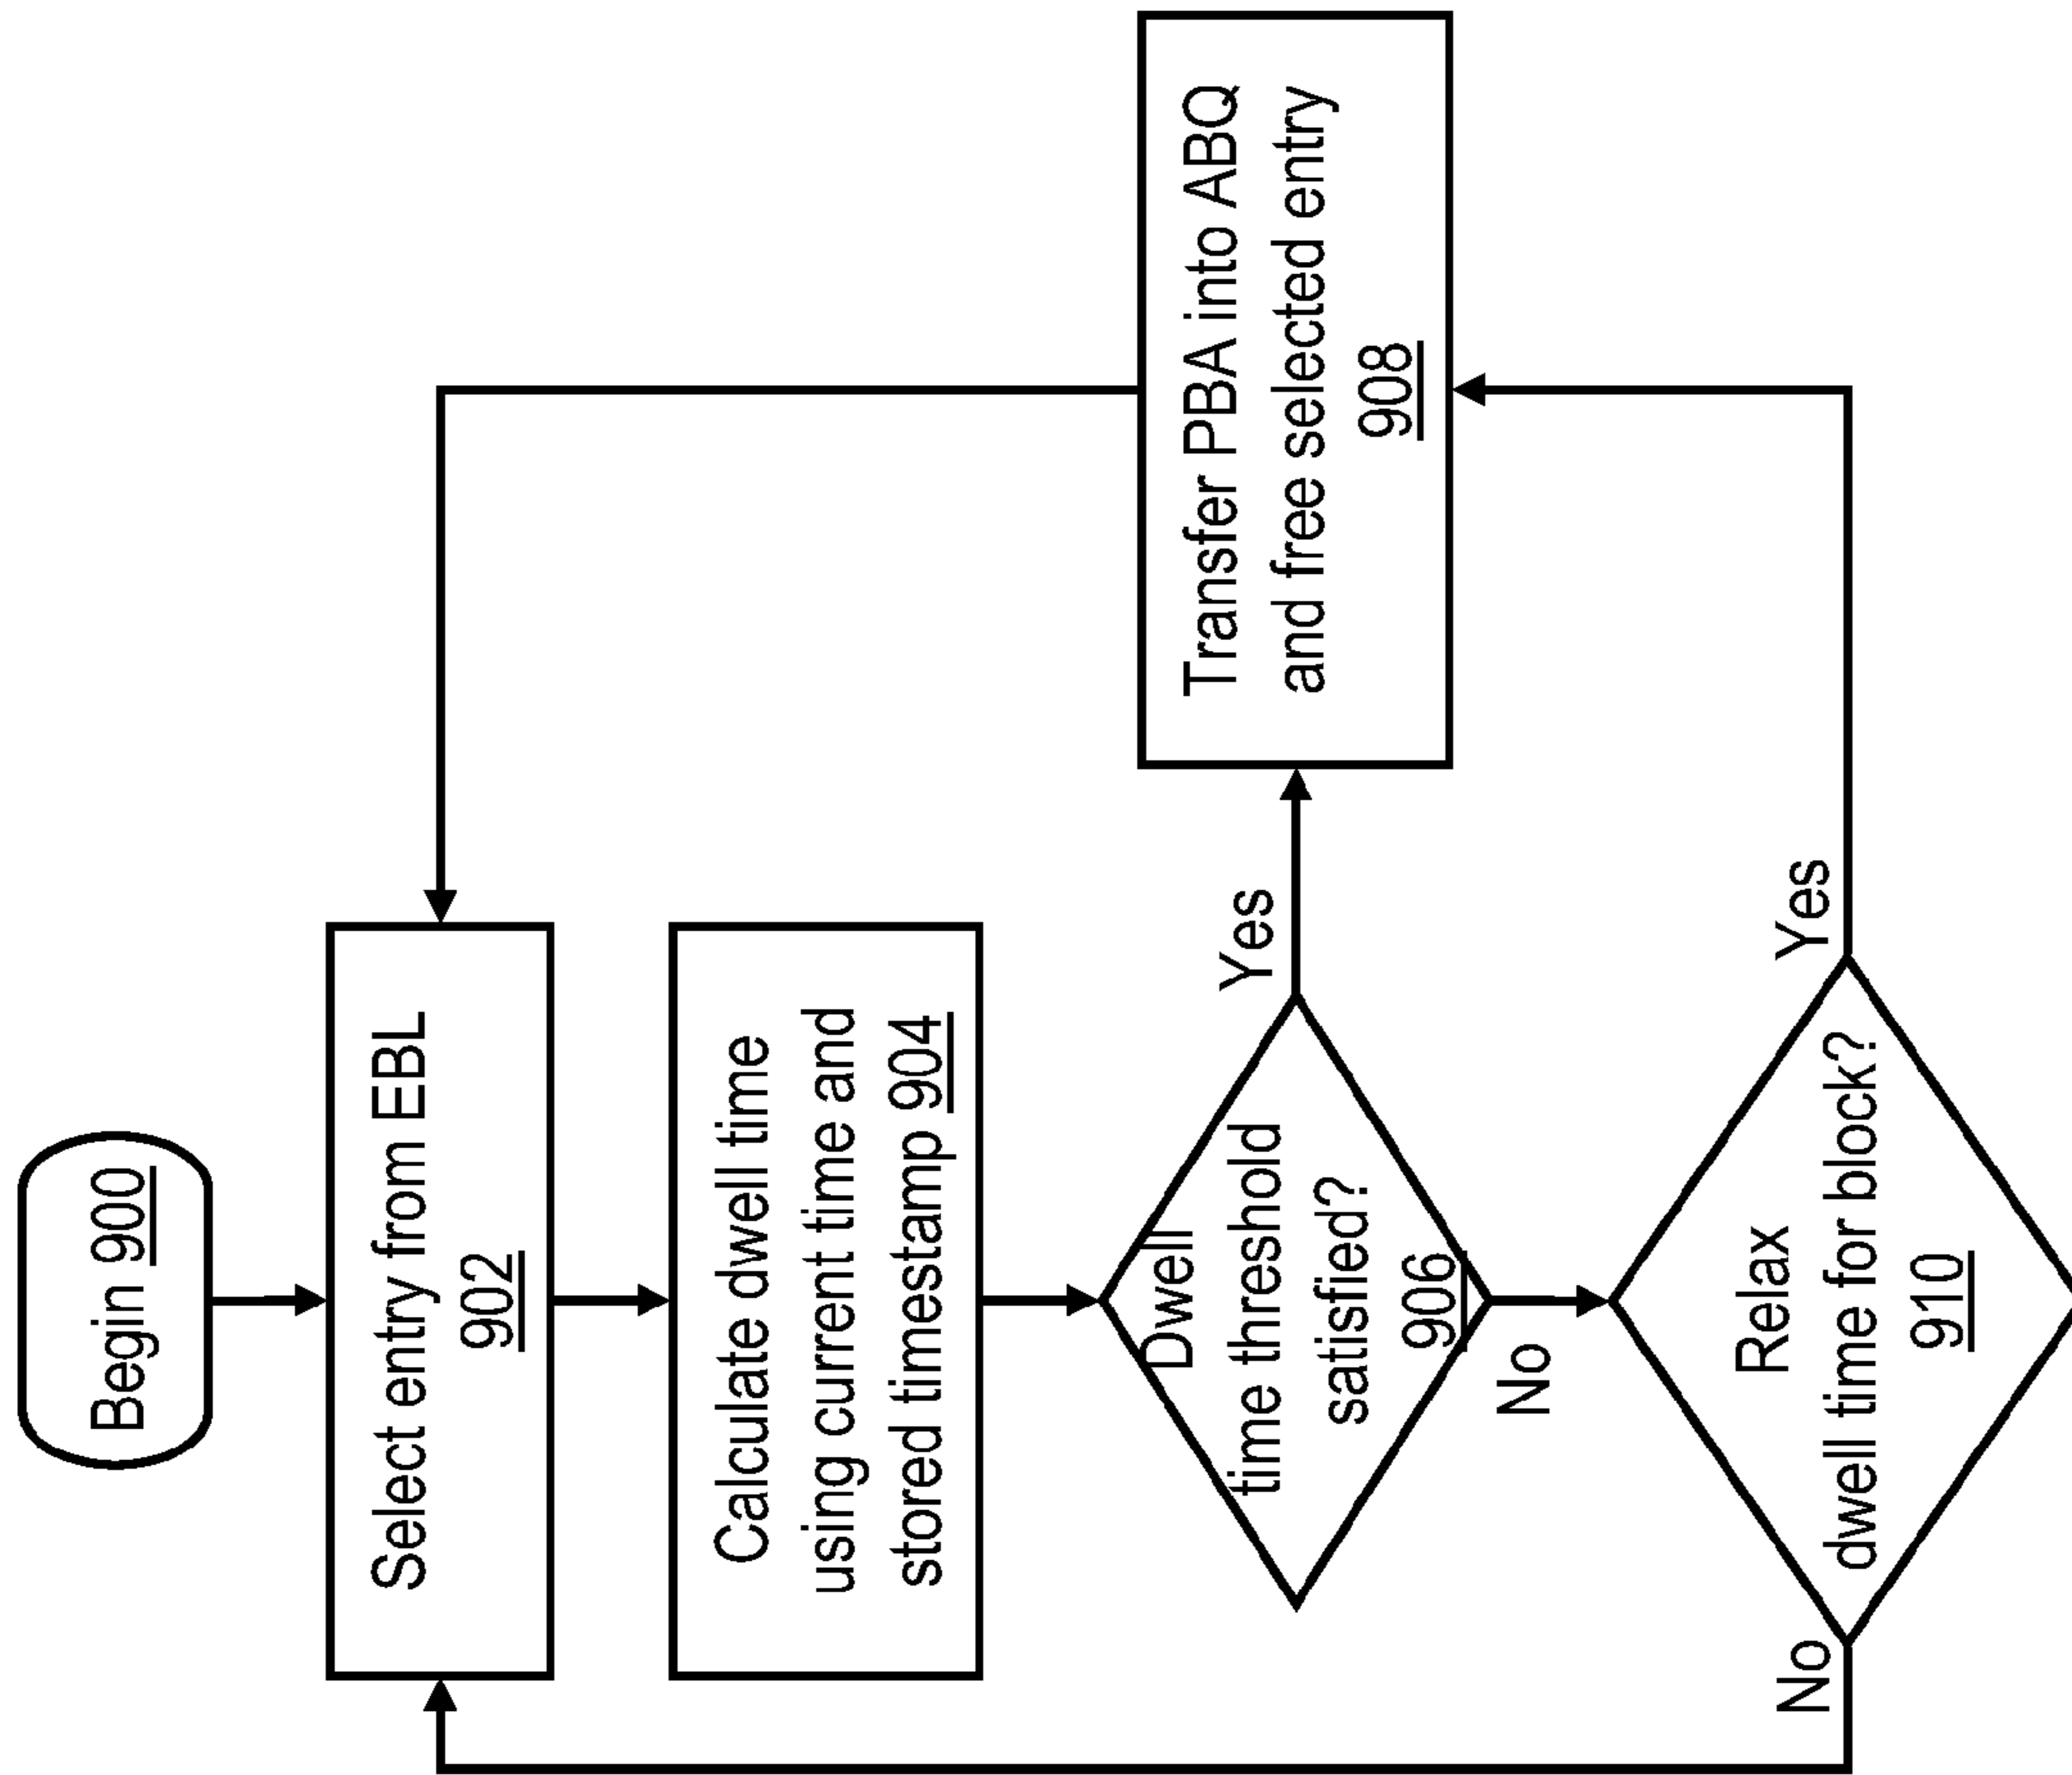 Begin 900
Select entry from EBL
902
Calculate dwell time
using current time and
stored timestamp 904
Dwell
time threshold
satisfied?
906
Yes
No
Transfer PBA into ABQ
and free selected entry
908
Relax
dwell time for block?
910
Yes
No